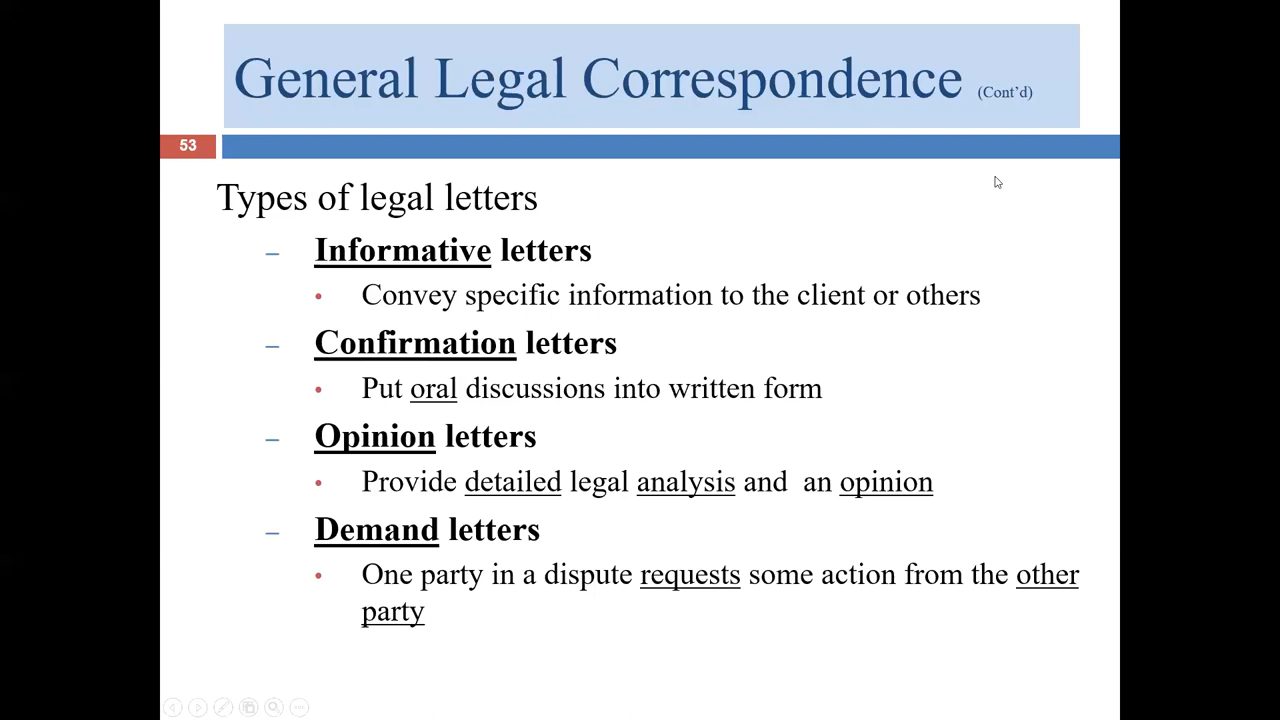 General Legal Correspondence (Cont’d)
53
Types of legal letters
– Informative letters
• Convey specific information to the client or others
– Confirmation letters
• Put oral discussions into written form
– Opinion letters
• Provide detailed legal analysis and  an opinion
– Demand letters
• One party in a dispute requests some action from the other
party